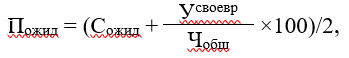 Пожид = (Сожид + Усвоевр / Чобщ ×100)/2,